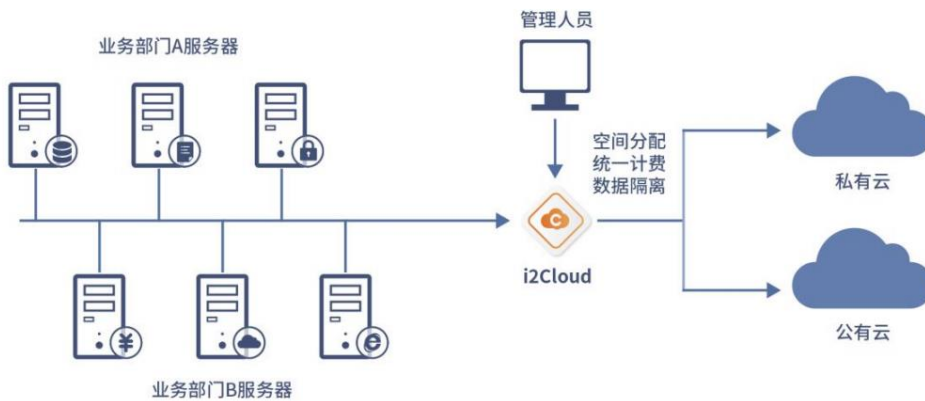 管理人员
业务部门A服务器
空间分配
统一计费
数据隔离
私有云
i2Cloud
公有云
业务部门B服务器